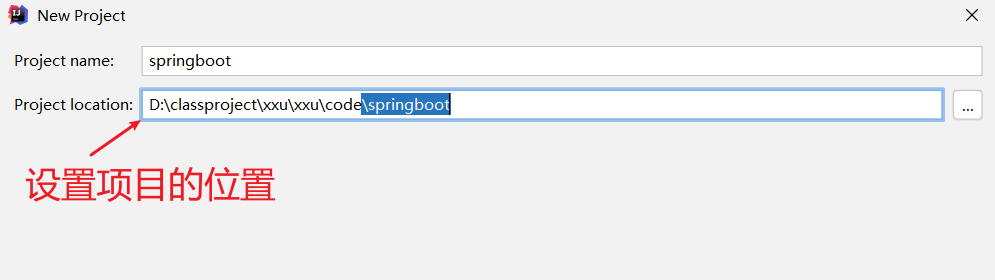 New Project
Project name: springboot
Project location: D:\classproject\xxu\xxu\code\springboot ...
设置项目的位置